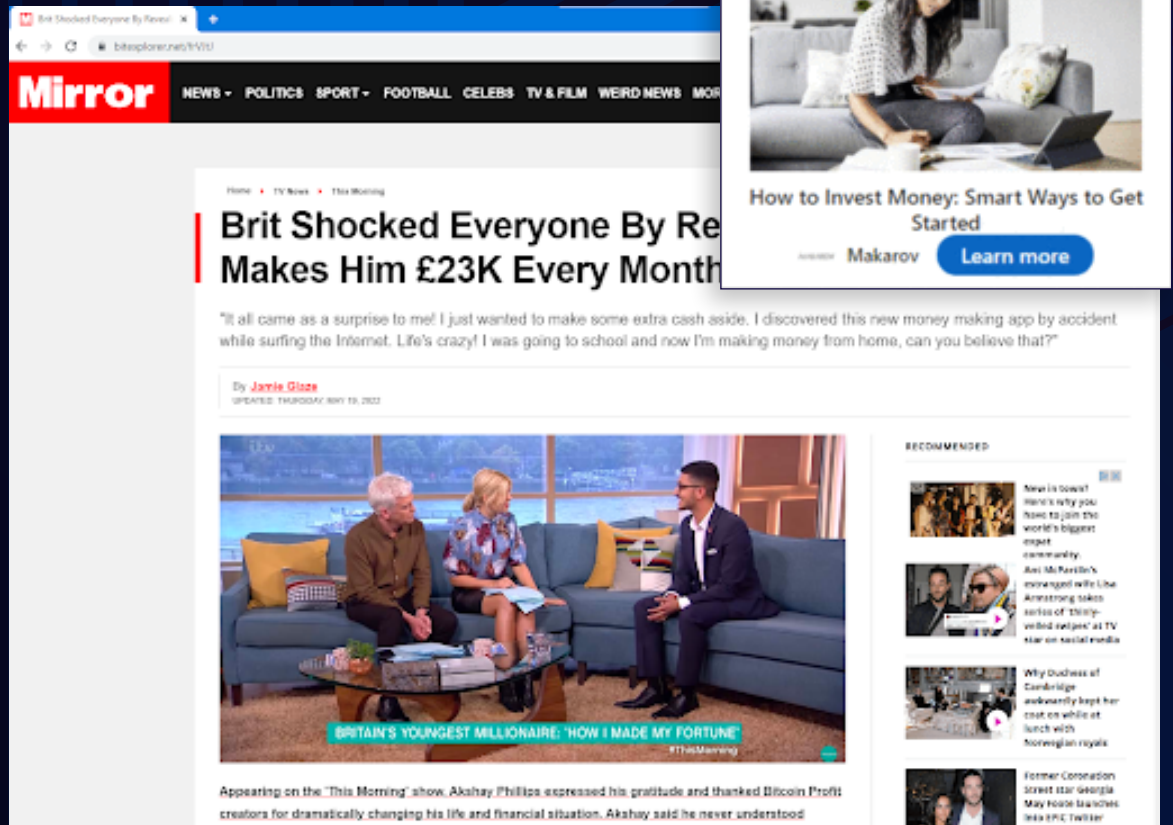 Brit Shocked Everyone By Reveal
bitexplorer.net/
Mirror
NEWS POLITICS SPORT FOOTBALL CELEBS TV & FILM WEIRD NEWS MOR
How to Invest Money: Smart Ways to Get
Started
Makarov Learn more
Home TV News This Morning
Brit Shocked Everyone By Re
Makes Him £23K Every Month
"It all came as a surprise to me! I just wanted to make some extra cash aside. I discovered this new money making app by accident
while surfing the Internet. Life's crazy! I was going to school and now I'm making money from home, can you believe that?"
By Jamie Glaze
UPDATED: THURSDAY, MAY 19, 2022
itv
BRITAIN'S YOUNGEST MILLIONAIRE: 'HOW I MADE MY FORTUNE'
#ThisMorning
Appearing on the 'This Morning' show, Akshay Phillips expressed his gratitude and thanked Bitcoin Profit
creators for dramatically changing his life and financial situation. Akshay said he never understood
RECOMMENDED
New in town?
Here's why you
have to join the
world's biggest
expat
community.
Ant McPartlin's
estranged wife Lisa
Armstrong takes
series of 'thinly-
veiled swipes' at TV
star on social media
Why Duchess of
Cambridge
awkwardly kept her
coat on while at
lunch with
Norwegian royals
Former Coronation
Street star Georgia
May Foote launches
into EPIC Twitter